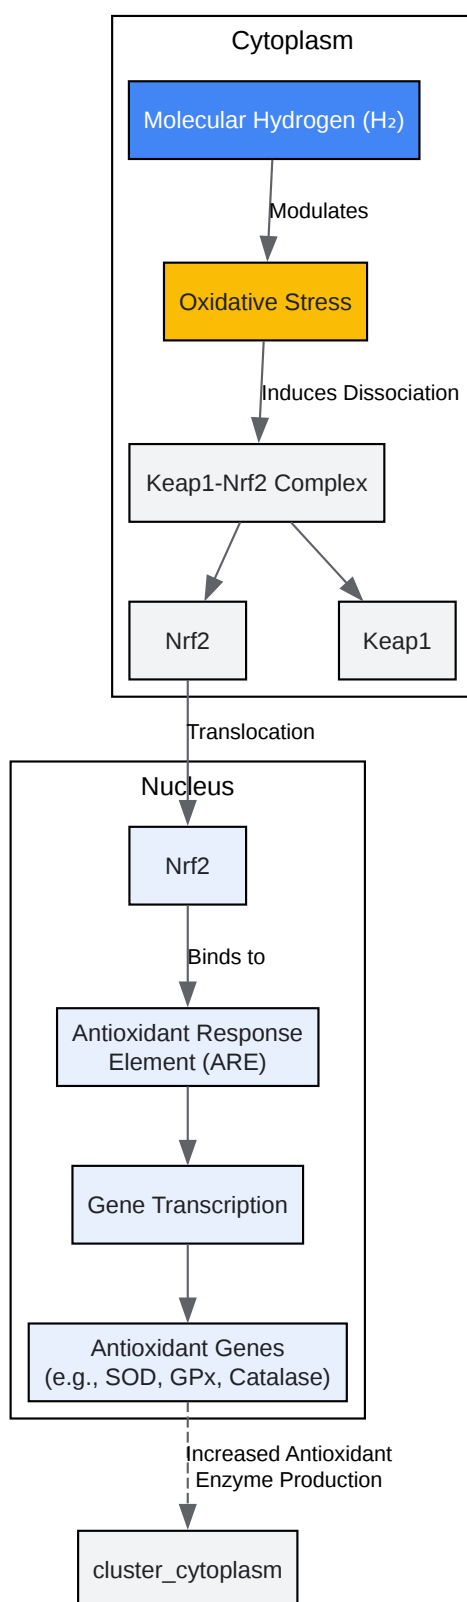 Cytoplasm
Molecular Hydrogen (H₂)
Modulates
Oxidative Stress
Induces Dissociation
Keap1-Nrf2 Complex
Nrf2
Keap1
Translocation
Nucleus
Nrf2
Binds to
Antioxidant Response
Element (ARE)
Gene Transcription
Antioxidant Genes
(e.g., SOD, GPx, Catalase)
Increased Antioxidant
Enzyme Production
cluster_cytoplasm